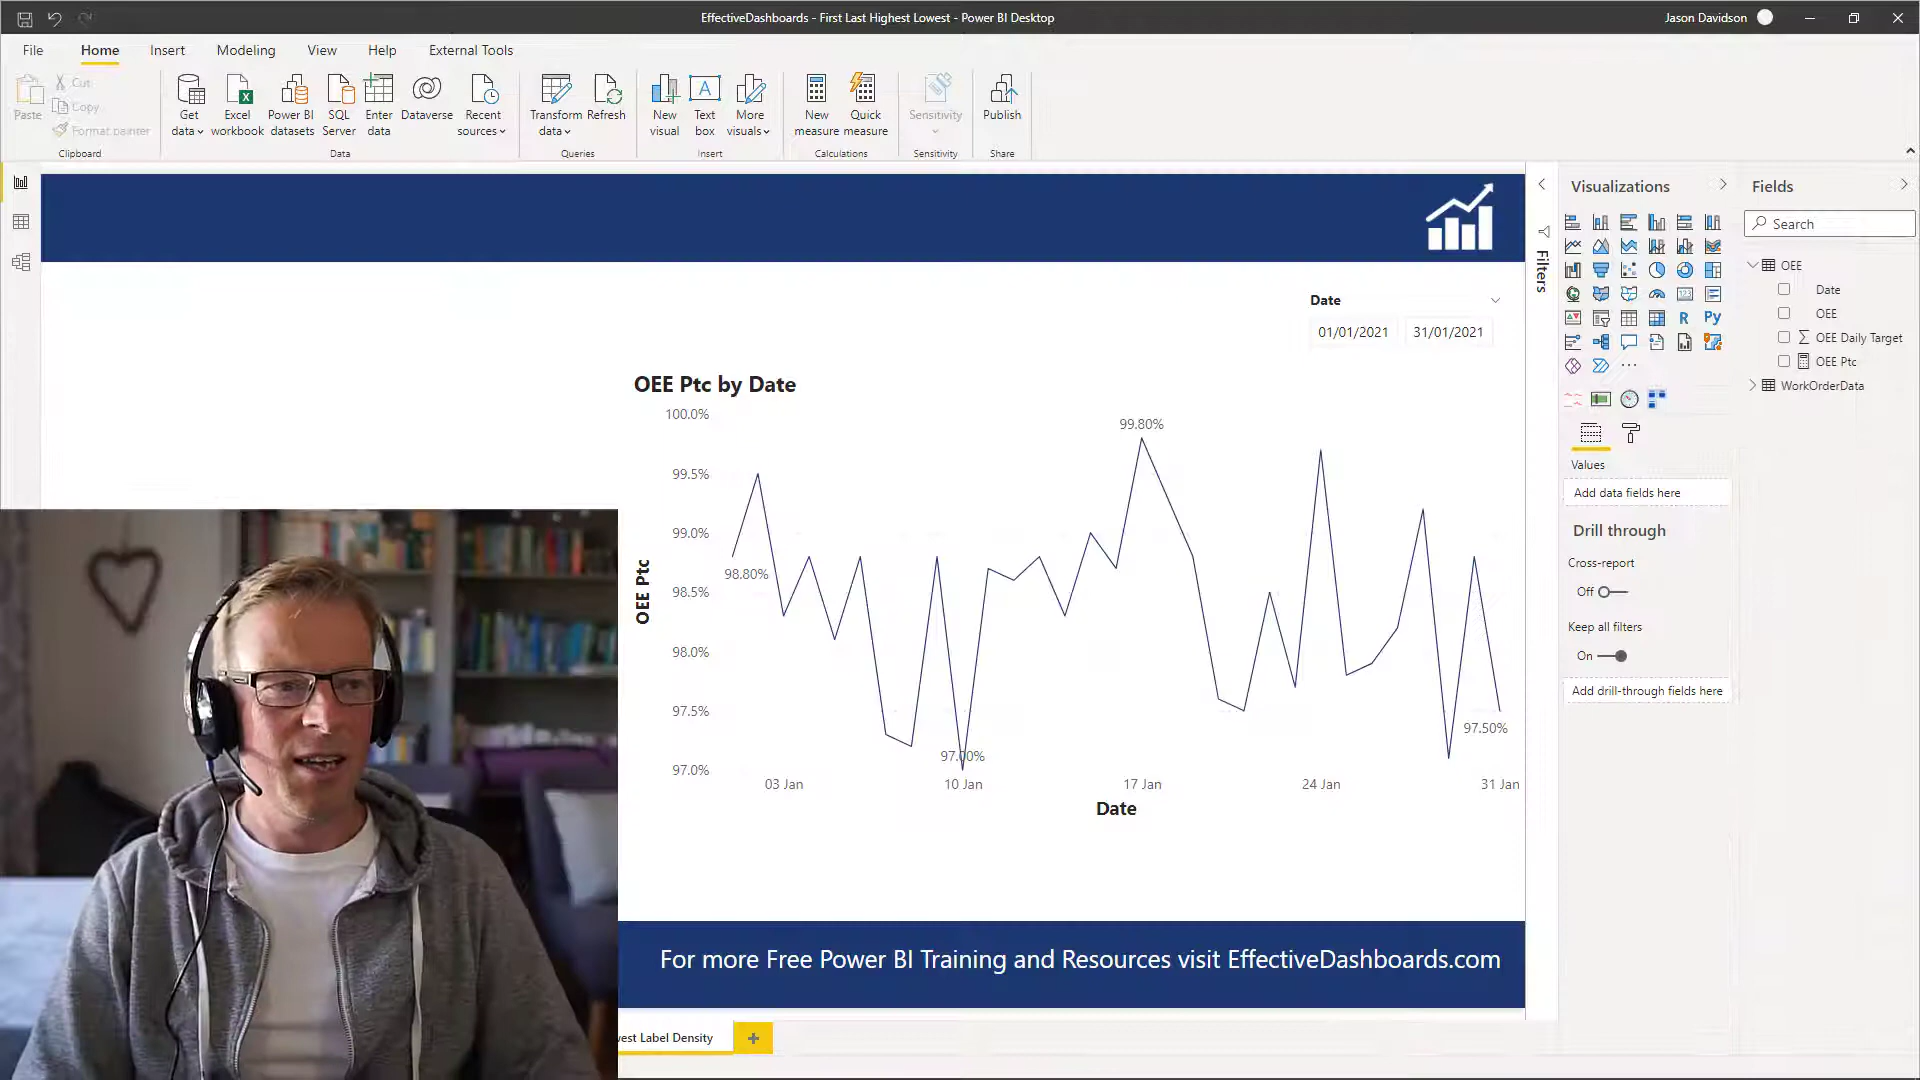 EffectiveDashboards - First Last Highest Lowest - Power BI Desktop
Jason Davidson
File Home Insert Modeling View Help External Tools
Paste
Cut
Copy
Format painter
Clipboard
Get data
Excel workbook
Power BI datasets
SQL Server
Enter data
Dataverse
Recent sources
Data
Transform data
Refresh
Queries
New visual
Text box
More visuals
Insert
New measure
Quick measure
Calculations
Sensitivity
Sensitivity
Publish
Share
Date
01/01/2021 31/01/2021
OEE Ptc by Date
100.0%
99.5%
99.0%
98.5%
98.0%
97.5%
97.0%
OEE Ptc
98.80%
99.80%
97.00%
97.50%
03 Jan 10 Jan 17 Jan 24 Jan 31 Jan
Date
For more Free Power BI Training and Resources visit EffectiveDashboards.com
west Label Density
+
Filters
Visualizations
R Py
123
Values
Add data fields here
Drill through
Cross-report
Off
Keep all filters
On
Add drill-through fields here
Fields
Search
OEE
Date
OEE
OEE Daily Target
OEE Ptc
WorkOrderData